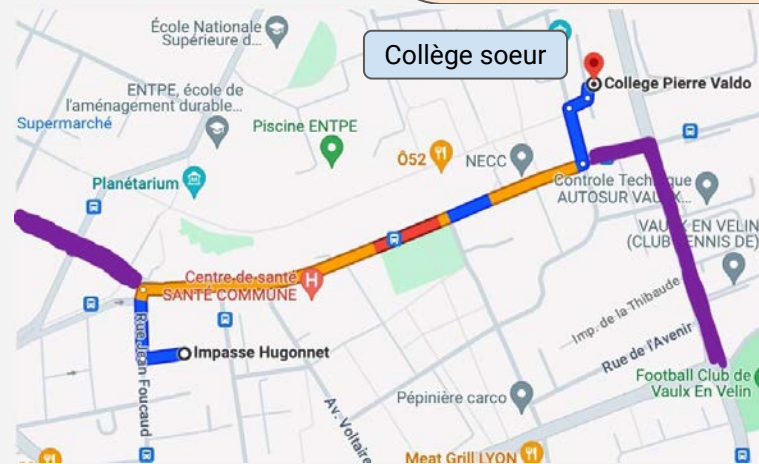 École Nationale
Supérieure d...
Collège soeur
College Pierre Valdo
ENTPE, école de
l'aménagement durable...
Supermarché
Piscine ENTPE
Ô52
NECC
Planétarium
Controle Technique
AUTOSUR VAULX...
VAULX EN VELIN
(CLUB TENNIS DE)
Centre de santé
SANTÉ COMMUNE
H
Imp. de la Thibaude
Rue Jean Foucaud
Impasse Hugonnet
Rue de l'Avenir
Football Club de
Vaulx En Velin
Pépinière carco
Av. Voltaire
Meat Grill LYON